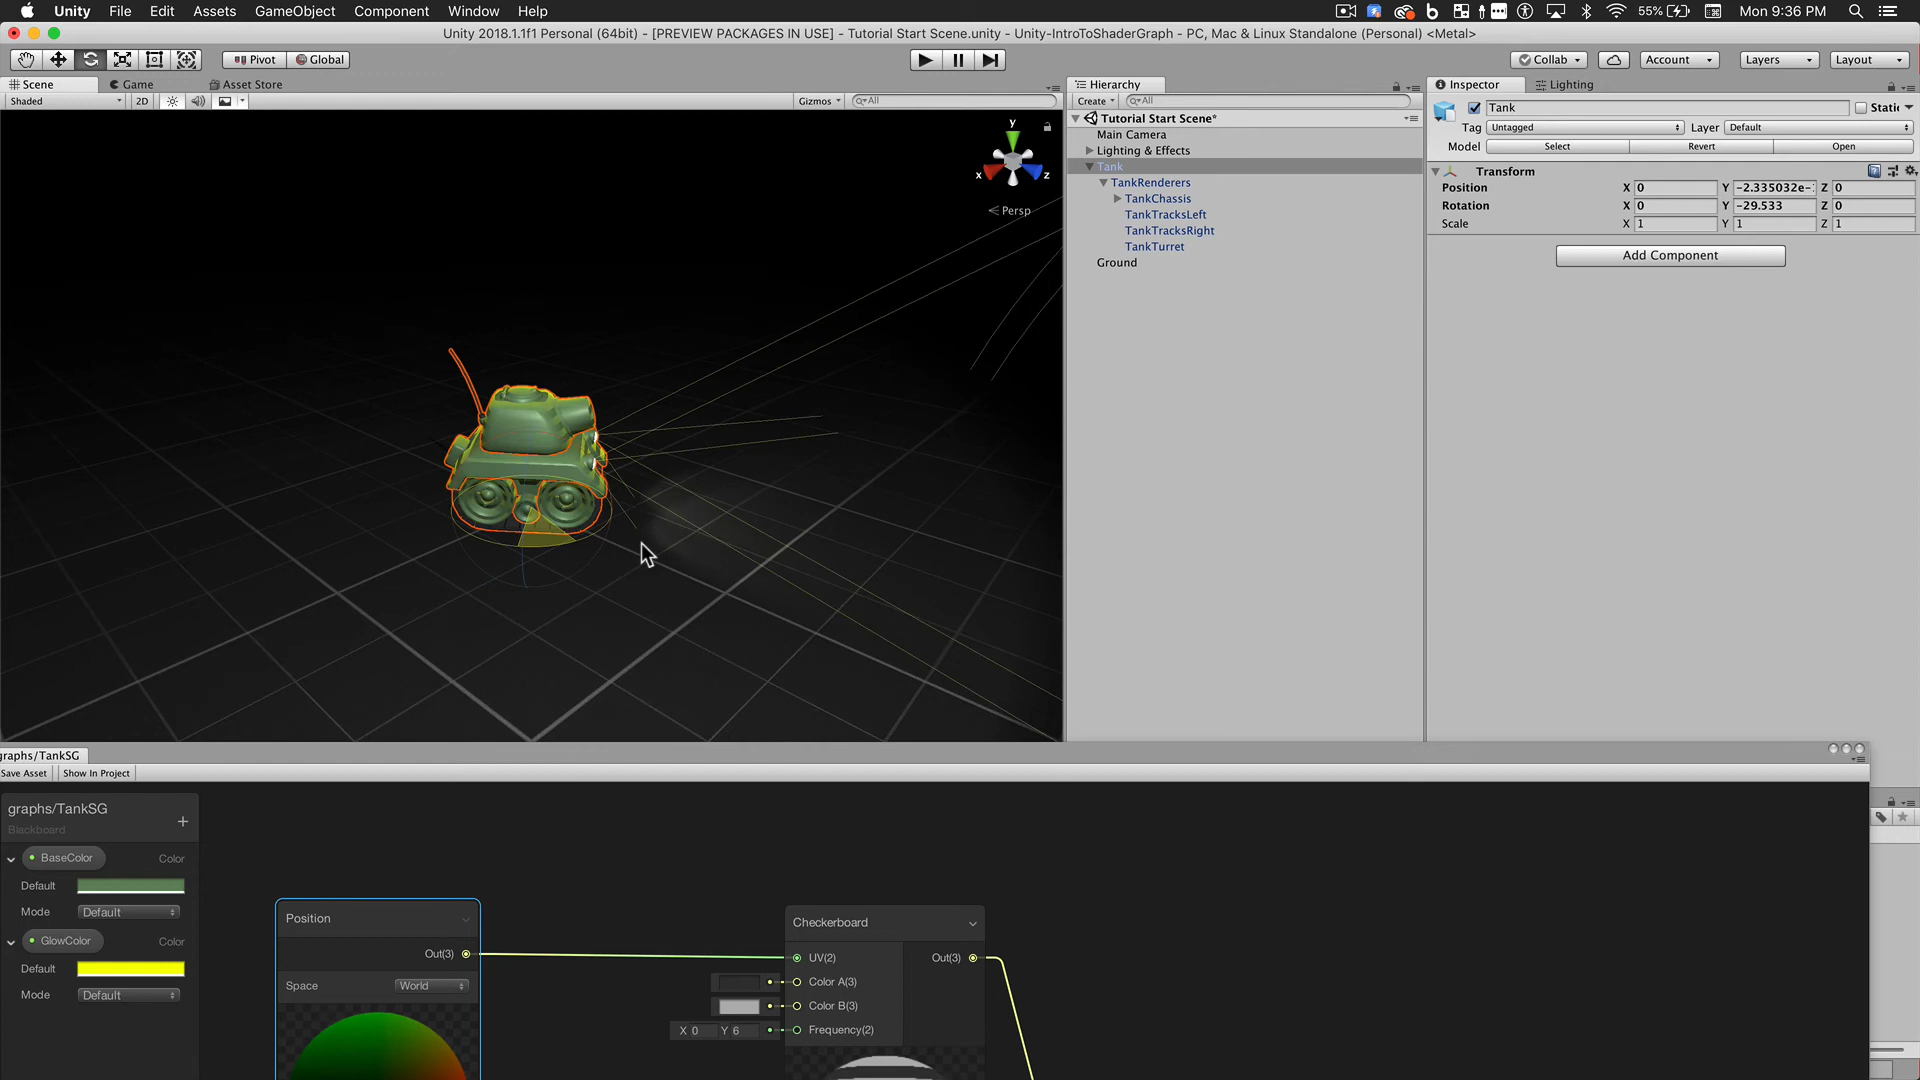 Unity File Edit Assets GameObject Component Window Help 55% Mon 9:36 PM
Unity 2018.1.1f1 Personal (64bit) - [PREVIEW PACKAGES IN USE] - Tutorial Start Scene.unity - Unity-IntroToShaderGraph - PC, Mac & Linux Standalone (Personal) <Metal>
Pivot Global Collab Account Layers Layout
Scene Game Asset Store
Shaded 2D Gizmos All
y
x z
Persp
Hierarchy
Create All
Tutorial Start Scene*
Main Camera
Lighting & Effects
Tank
TankRenderers
TankChassis
TankTracksLeft
TankTracksRight
TankTurret
Ground
Inspector Lighting
Tank Static
Tag Untagged Layer Default
Model Select Revert Open
Transform
Position X 0 Y -2.335032e- Z 0
Rotation X 0 Y -29.533 Z 0
Scale X 1 Y 1 Z 1
Add Component
graphs/TankSG
Save Asset Show In Project
graphs/TankSG
Blackboard
BaseColor Color
Default
Mode Default
GlowColor Color
Default
Mode Default
Position
Out(3)
Space World
Checkerboard
UV(2) Out(3)
Color A(3)
Color B(3)
X 0 Y 6 Frequency(2)